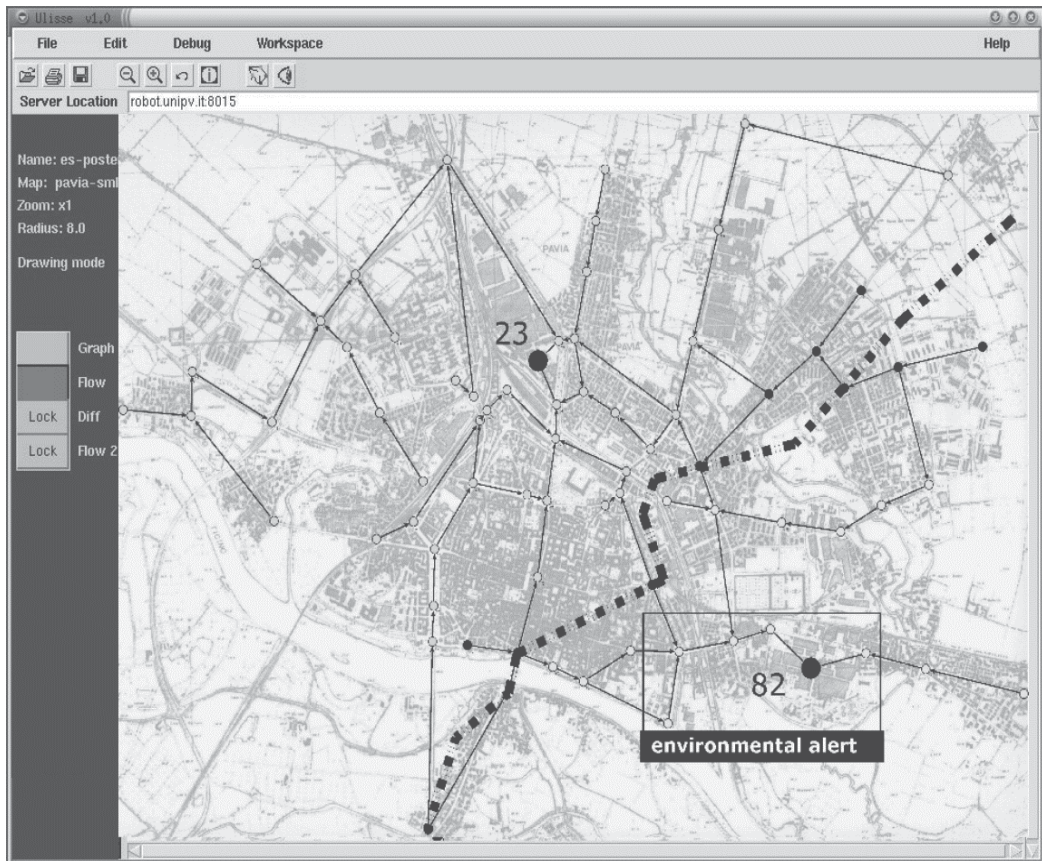 Ulisse v1.0
File Edit Debug Workspace Help
Server Location robot.unipv.it:8015
Name: es-poste
Map: pavia-sml
Zoom: x1
Radius: 8.0
Drawing mode
Graph
Flow
Lock Diff
Lock Flow 2
PAVIA
23
82
environmental alert